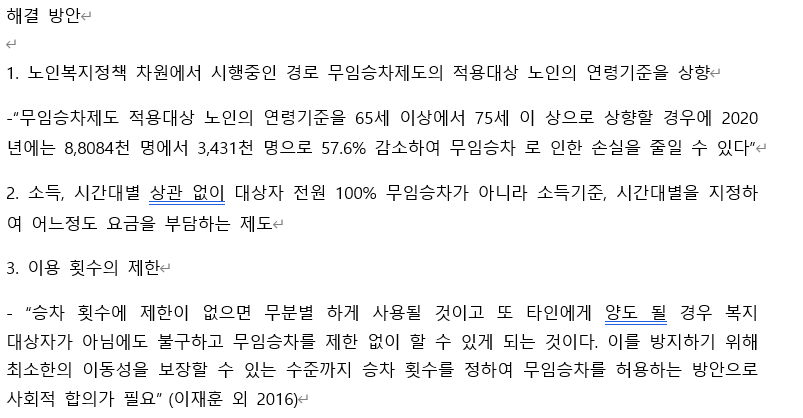 해결 방안
1. 노인복지정책 차원에서 시행중인 경로 무임승차제도의 적용대상 노인의 연령기준을 상향
-“무임승차제도 적용대상 노인의 연령기준을 65세 이상에서 75세 이 상으로 상향할 경우에 2020
년에는 8,8084천 명에서 3,431천 명으로 57.6% 감소하여 무임승차 로 인한 손실을 줄일 수 있다”
2. 소득, 시간대별 상관 없이 대상자 전원 100% 무임승차가 아니라 소득기준, 시간대별을 지정하
여 어느정도 요금을 부담하는 제도
3. 이용 횟수의 제한
- “승차 횟수에 제한이 없으면 무분별 하게 사용될 것이고 또 타인에게 양도 될 경우 복지
대상자가 아님에도 불구하고 무임승차를 제한 없이 할 수 있게 되는 것이다. 이를 방지하기 위해
최소한의 이동성을 보장할 수 있는 수준까지 승차 횟수를 정하여 무임승차를 허용하는 방안으로
사회적 합의가 필요” (이재훈 외 2016)